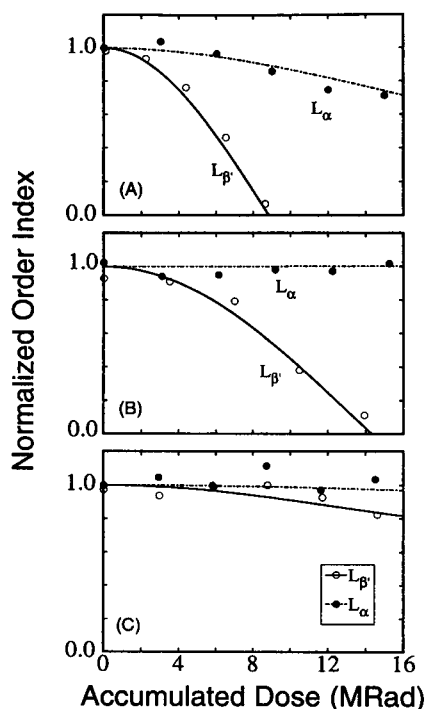 Normalized Order Index
1.0
Lα
Lβ'
(A)
0.0
1.0
Lα
Lβ'
(B)
0.0
1.0
Lβ'
Lα
(C)
0.0
0 4 8 12 16
Accumulated Dose (MRad)